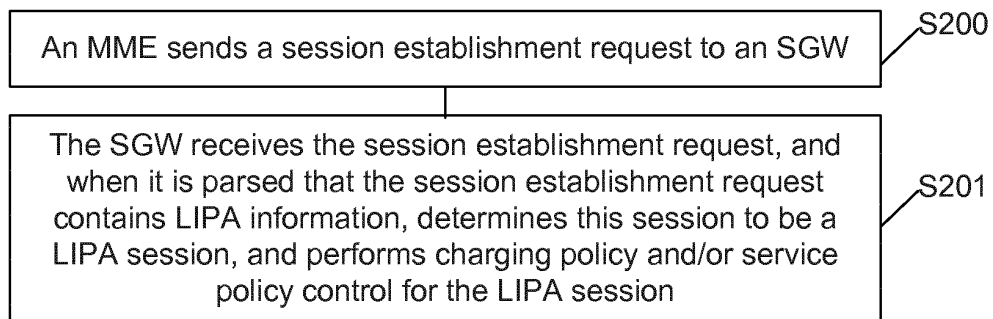 An MME sends a session establishment request to an SGW
S200
The SGW receives the session establishment request, and
when it is parsed that the session establishment request
contains LIPA information, determines this session to be a
LIPA session, and performs charging policy and/or service
policy control for the LIPA session
S201